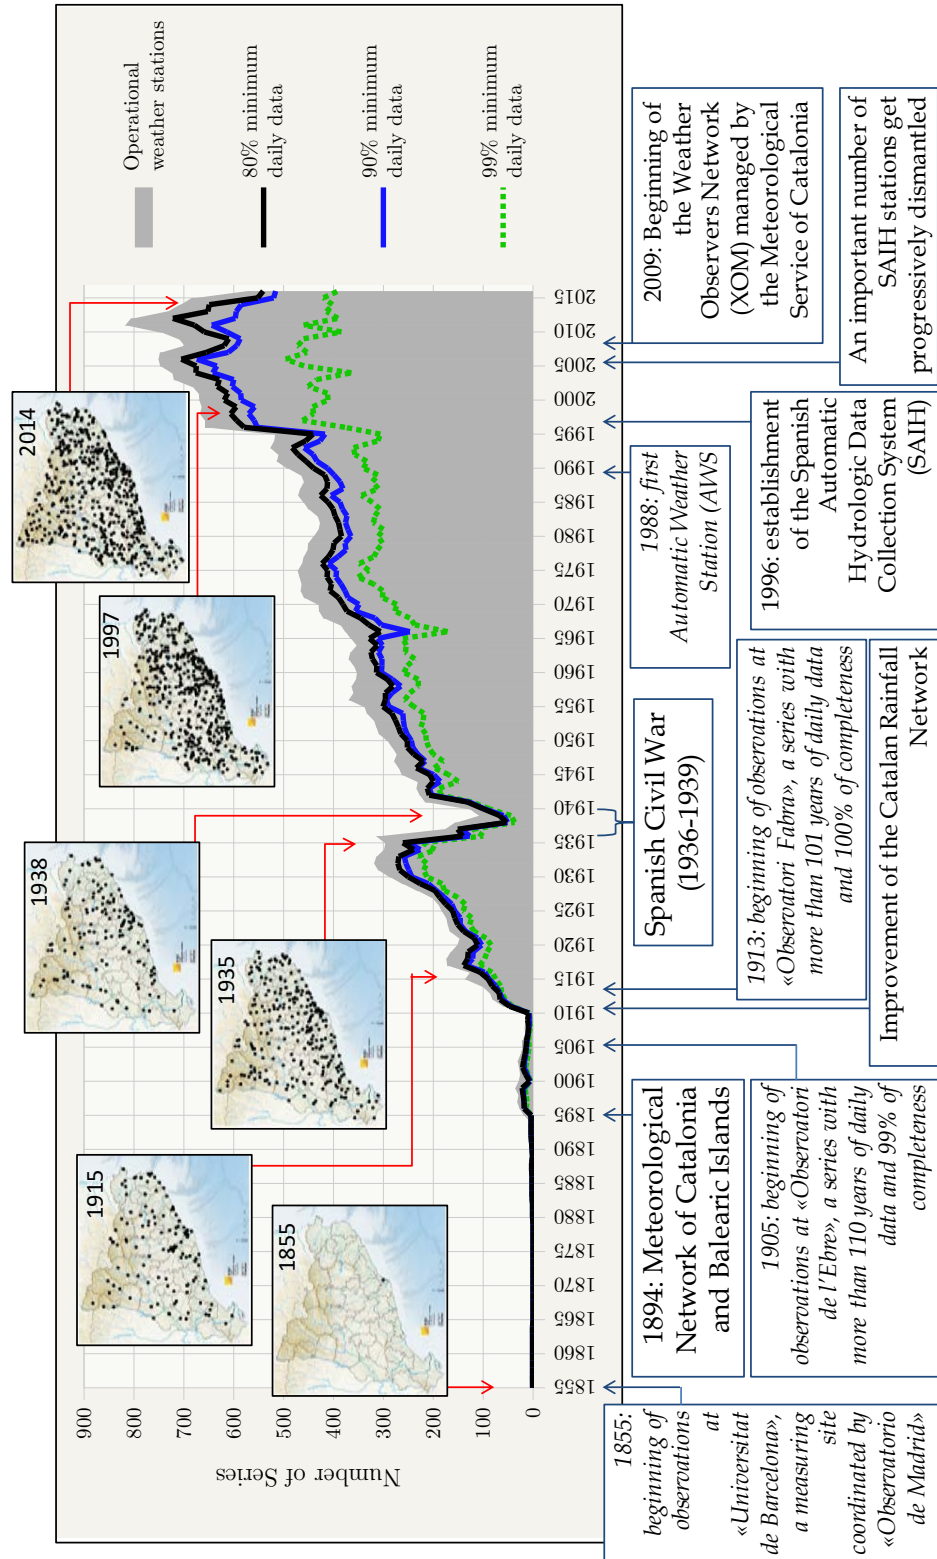 1855
1915
1935
1938
1997
2014
Number of Series
900
800
700
600
500
400
300
200
100
0
1855
1860
1865
1870
1875
1880
1885
1890
1895
1900
1905
1910
1915
1920
1925
1930
1935
1940
1945
1950
1955
1960
1965
1970
1975
1980
1985
1990
1995
2000
2005
2010
2015
Operational
weather stations
80% minimum
daily data
90% minimum
daily data
99% minimum
daily data
1855:
beginning of
observations
at
«Universitat
de Barcelona»,
a measuring
site
coordinated by
«Observatorio
de Madrid»
1894: Meteorological
Network of Catalonia
and Balearic Islands
1905: beginning of
observations at «Observatori
de l'Ebre», a series with
more than 110 years of daily
data and 99% of
completeness
Improvement of the Catalan Rainfall
Network
1913: beginning of observations at
«Observatori Fabra», a series with
more than 101 years of daily data
and 100% of completeness
Spanish Civil War
(1936-1939)
1988: first
Automatic Weather
Station (AWS
1996: establishment
of the Spanish
Automatic
Hydrologic Data
Collection System
(SAIH)
An important number of
SAIH stations get
progressively dismantled
2009: Beginning of
the Weather
Observers Network
(XOM) managed by
the Meteorological
Service of Catalonia